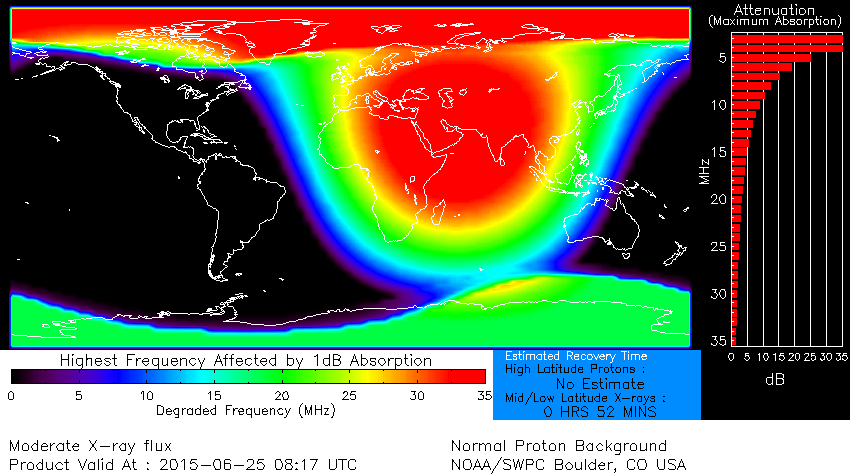 Attenuation
(Maximum Absorption)
5
10
15
20
25
30
35
MHz
0 5 10 15 20 25 30 35
dB
Highest Frequency Affected by 1dB Absorption
0 5 10 15 20 25 30 35
Degraded Frequency (MHz)
Estimated Recovery Time
High Latitude Protons :
No Estimate
Mid/Low Latitude X-rays :
0 HRS 52 MINS
Moderate X-ray flux
Product Valid At : 2015-06-25 08:17 UTC
Normal Proton Background
NOAA/SWPC Boulder, CO USA